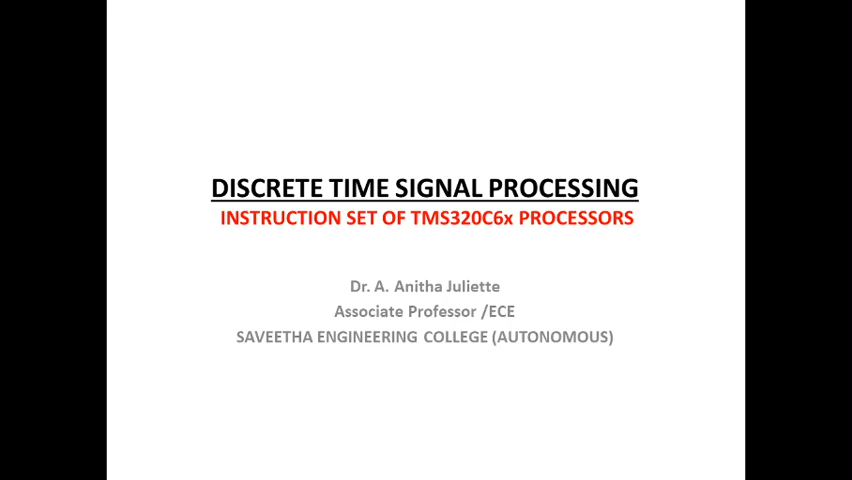 DISCRETE TIME SIGNAL PROCESSING
INSTRUCTION SET OF TMS320C6x PROCESSORS
Dr. A. Anitha Juliette
Associate Professor /ECE
SAVEETHA ENGINEERING COLLEGE (AUTONOMOUS)